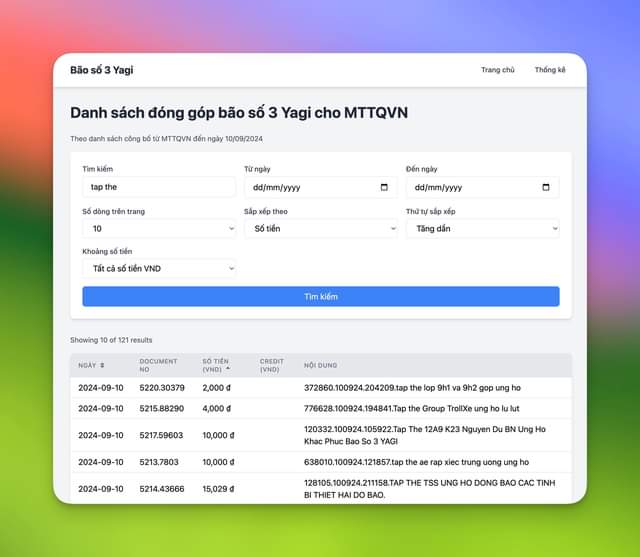 Bão số 3 Yagi
Trang chủ
Thống kê
Danh sách đóng góp bão số 3 Yagi cho MTTQVN
Theo danh sách công bố từ MTTQVN đến ngày 10/09/2024
Tìm kiếm
Từ ngày
Đến ngày
tap the
dd/mm/yyyy
dd/mm/yyyy
Số dòng trên trang
Sắp xếp theo
Thứ tự sắp xếp
10
Số tiền
Tăng dần
Khoảng số tiền
Tất cả số tiền VND
Tìm kiếm
Showing 10 of 121 results
NGÀY
DOCUMENT
NO
SỐ TIỀN
(VND)
CREDIT
(VND)
NỘI DUNG
2024-09-10 5220.30379 2,000 ₫ 372860.100924.204209.tap the lop 9h1 va 9h2 gop ung ho
2024-09-10 5215.88290 4,000 ₫ 776628.100924.194841.Tap the Group TrollXe ung ho lu lut
2024-09-10 5217.59603 10,000 ₫ 120332.100924.105922.Tap The 12A9 K23 Nguyen Du BN Ung Ho
Khac Phuc Bao So 3 YAGI
2024-09-10 5213.7803 10,000 ₫ 638010.100924.121857.tap the ae rap xiec trung uong ung ho
2024-09-10 5214.43666 15,029 ₫ 128105.100924.211158.TAP THE TSS UNG HO DONG BAO CAC TINH
BI THIET HAI DO BAO.